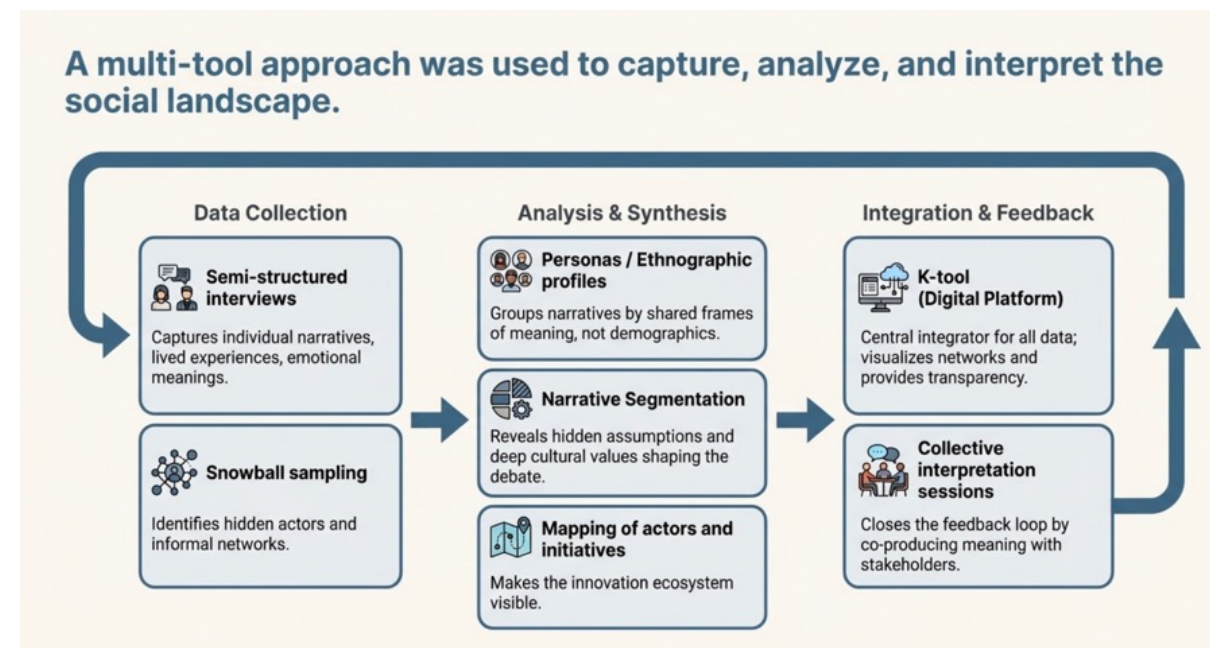 A multi-tool approach was used to capture, analyze, and interpret the
social landscape.
Data Collection
Semi-structured
interviews
Captures individual narratives,
lived experiences, emotional
meanings.
Snowball sampling
Identifies hidden actors and
informal networks.
Analysis & Synthesis
Personas / Ethnographic
profiles
Groups narratives by shared frames
of meaning, not demographics.
Narrative Segmentation
Reveals hidden assumptions and
deep cultural values shaping the
debate.
Mapping of actors and
initiatives
Makes the innovation ecosystem
visible.
Integration & Feedback
K-tool
(Digital Platform)
Central integrator for all data;
visualizes networks and
provides transparency.
Collective
interpretation
sessions
Closes the feedback loop by
co-producing meaning with
stakeholders.